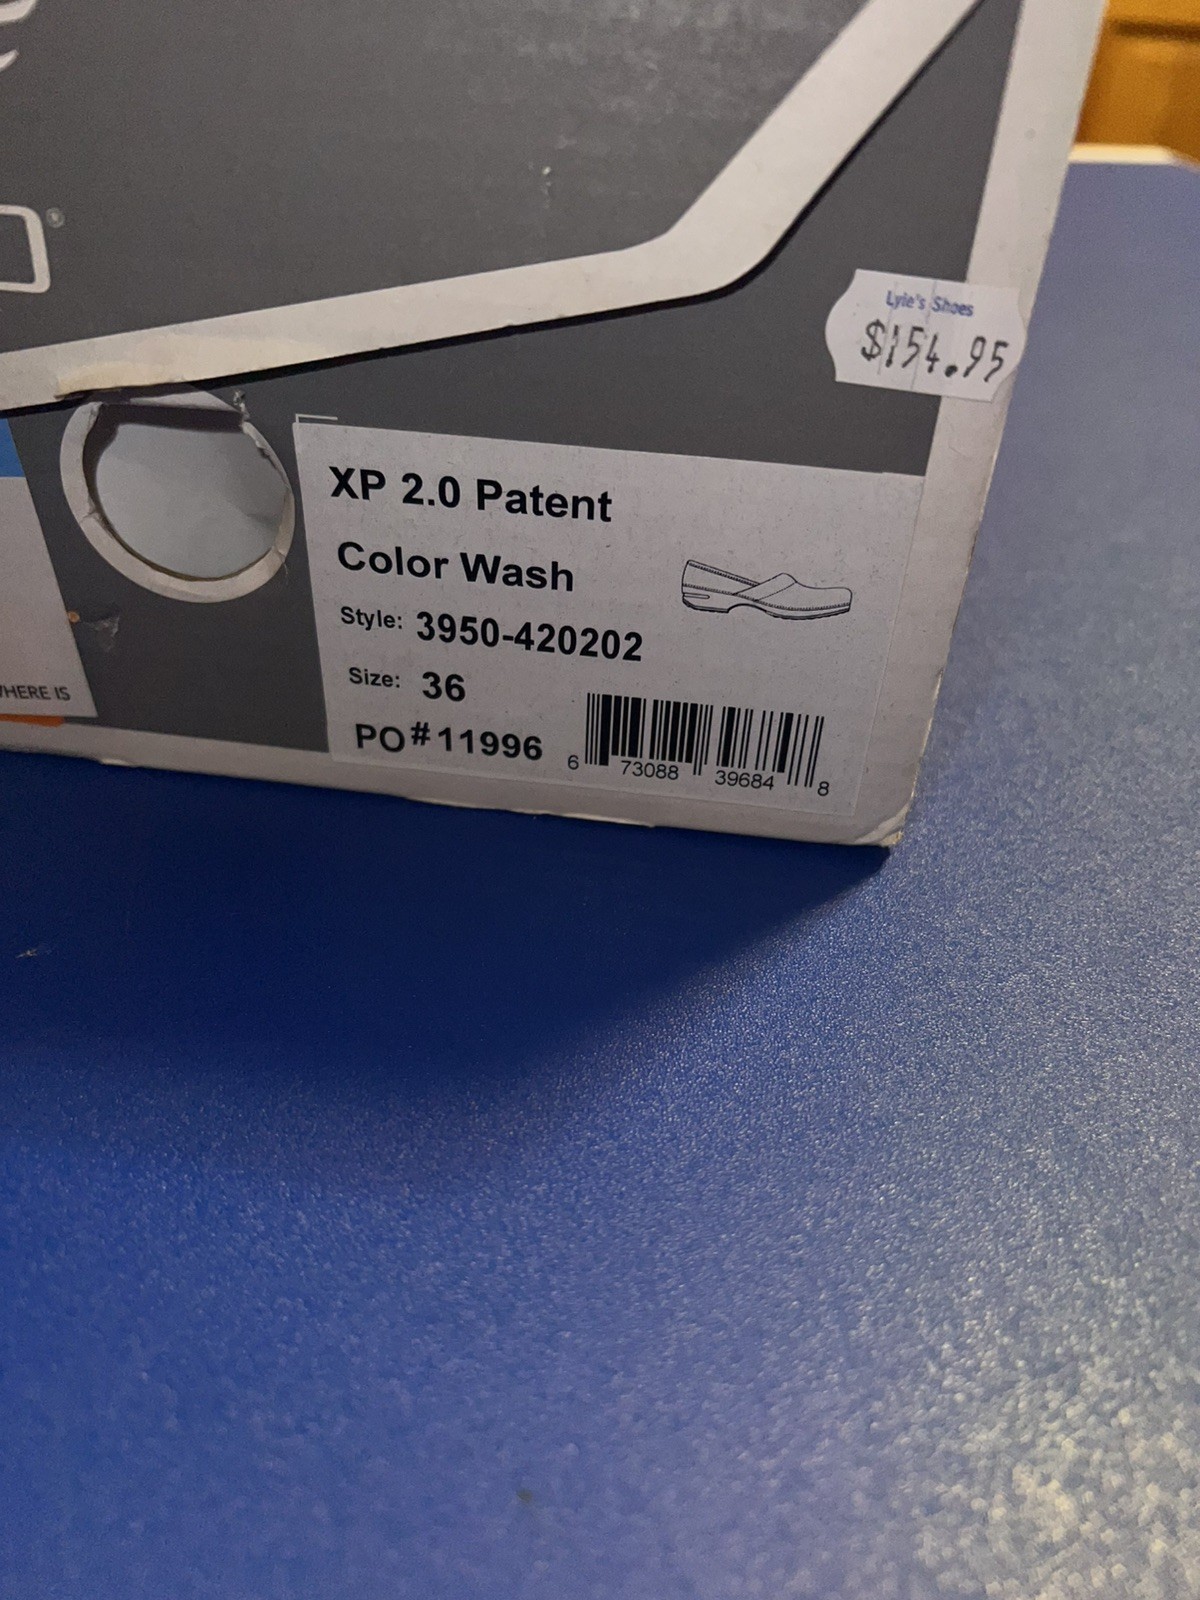 ®
Lyle's Shoes
$154.95
XP 2.0 Patent
Color Wash
Style: 3950-420202
Size: 36
PO#11996
6 73088 39684 8
HERE IS